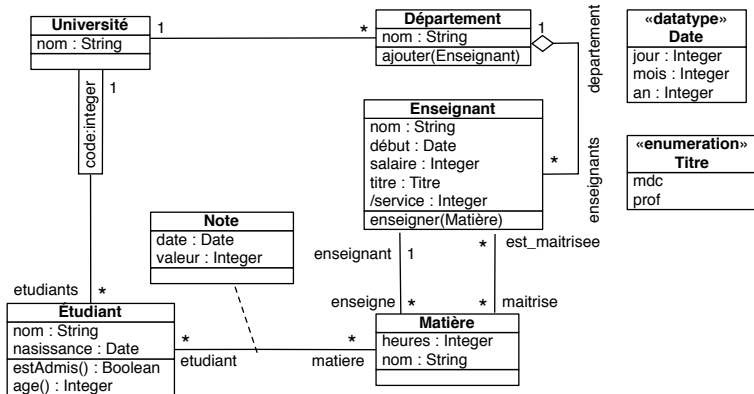 Université
nom : String
1
*
Département
nom : String
ajouter(Enseignant)
1
departement
«datatype»
Date
jour : Integer
mois : Integer
an : Integer
code:integer
1
Enseignant
nom : String
début : Date
salaire : Integer
titre : Titre
/service : Integer
enseigner(Matière)
*
enseignants
«enumeration»
Titre
mdc
prof
Note
date : Date
valeur : Integer
enseignant
1
*
est_maitrisee
etudiants
*
enseigne
*
*
maitrise
Étudiant
nom : String
nasissance : Date
estAdmis() : Boolean
age() : Integer
*
etudiant
*
matiere
Matière
heures : Integer
nom : String